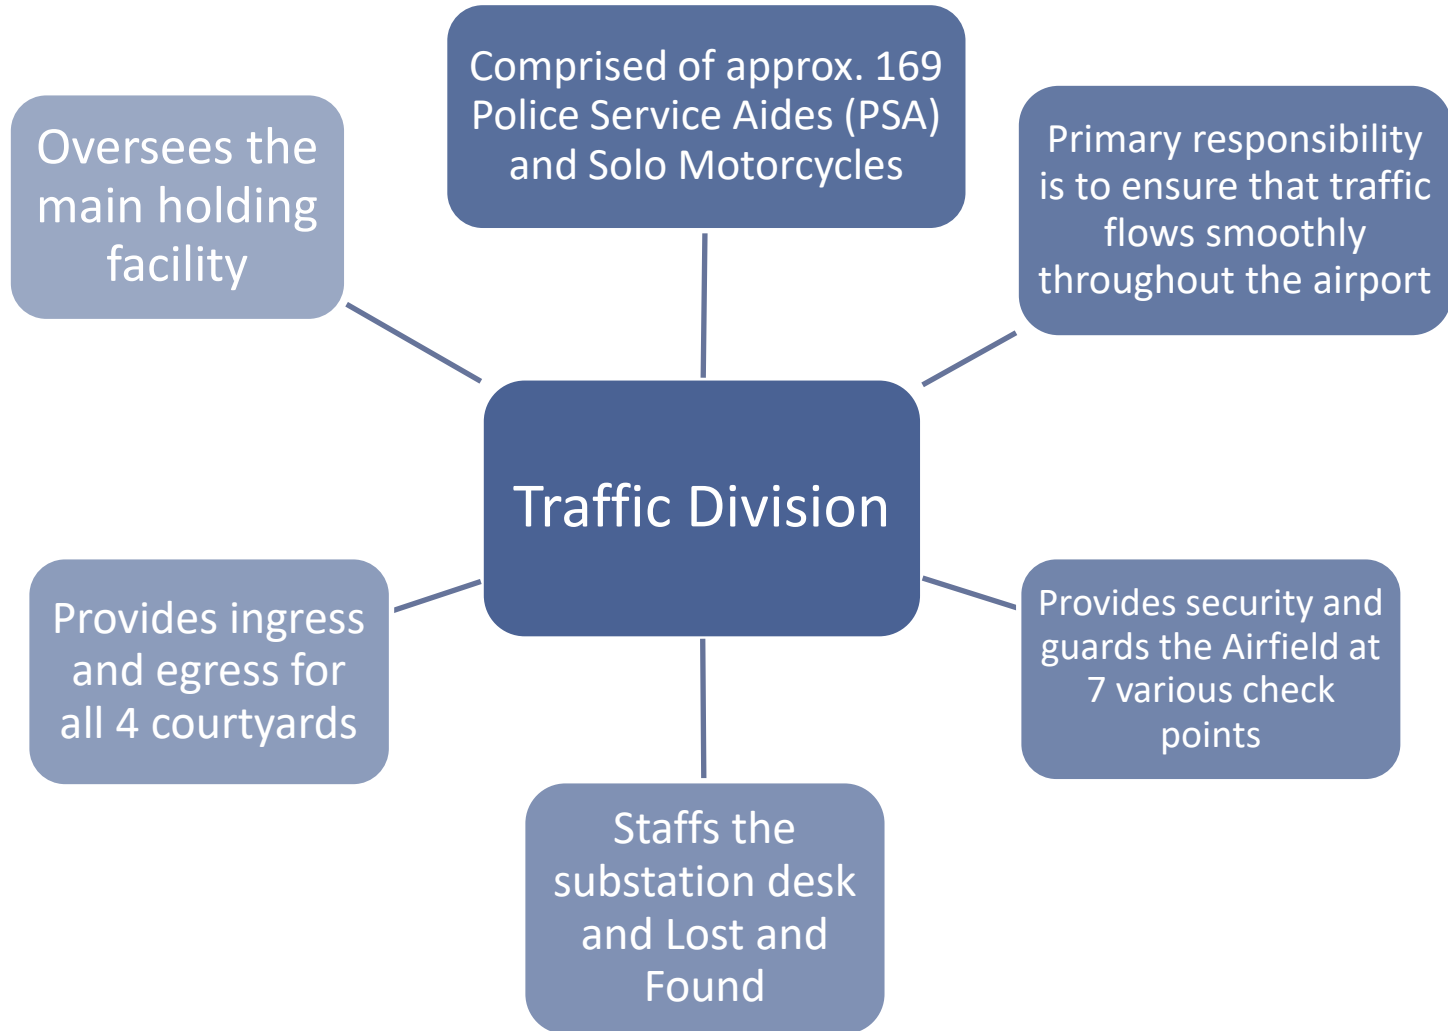 Comprised of approx. 169
Police Service Aides (PSA)
and Solo Motorcycles
Primary responsibility
is to ensure that traffic
flows smoothly
throughout the airport
Provides security and
guards the Airfield at
7 various check
points
Staffs the
substation desk
and Lost and
Found
Provides ingress
and egress for
all 4 courtyards
Oversees the
main holding
facility
Traffic Division